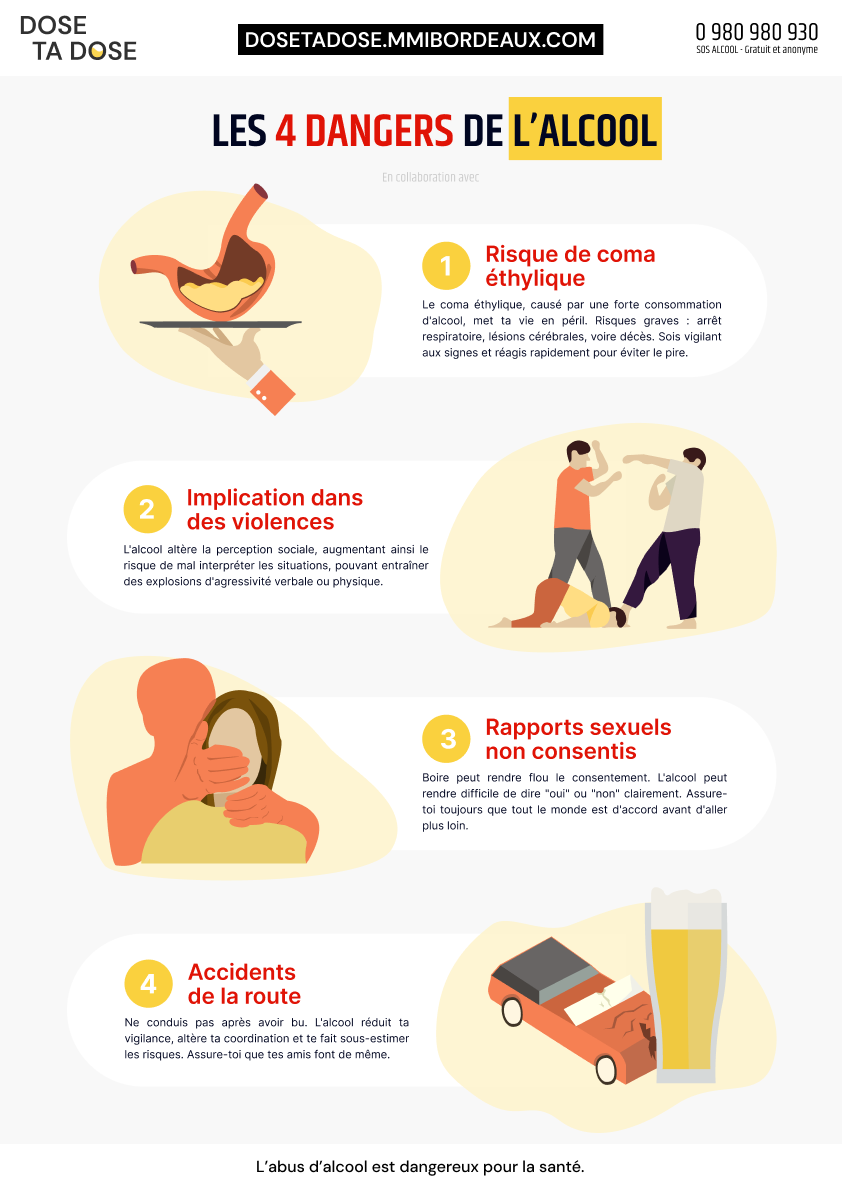 DOSE
TA DOSE
DOSETADOSE.MMIBORDEAUX.COM
0 980 980 930
SOS ALCOOL - Gratuit et anonyme
LES 4 DANGERS DE L'ALCOOL
En collaboration avec
1
Risque de coma
éthylique
Le coma éthylique, causé par une forte consommation
d'alcool, met ta vie en péril. Risques graves : arrêt
respiratoire, lésions cérébrales, voire décès. Sois vigilant
aux signes et réagis rapidement pour éviter le pire.
2
Implication dans
des violences
L'alcool altère la perception sociale, augmentant ainsi le
risque de mal interpréter les situations, pouvant entraîner
des explosions d'agressivité verbale ou physique.
3
Rapports sexuels
non consentis
Boire peut rendre flou le consentement. L'alcool peut
rendre difficile de dire "oui" ou "non" clairement. Assure-
toi toujours que tout le monde est d'accord avant d'aller
plus loin.
4
Accidents
de la route
Ne conduis pas après avoir bu. L'alcool réduit ta
vigilance, altère ta coordination et te fait sous-estimer
les risques. Assure-toi que tes amis font de même.
L'abus d'alcool est dangereux pour la santé.